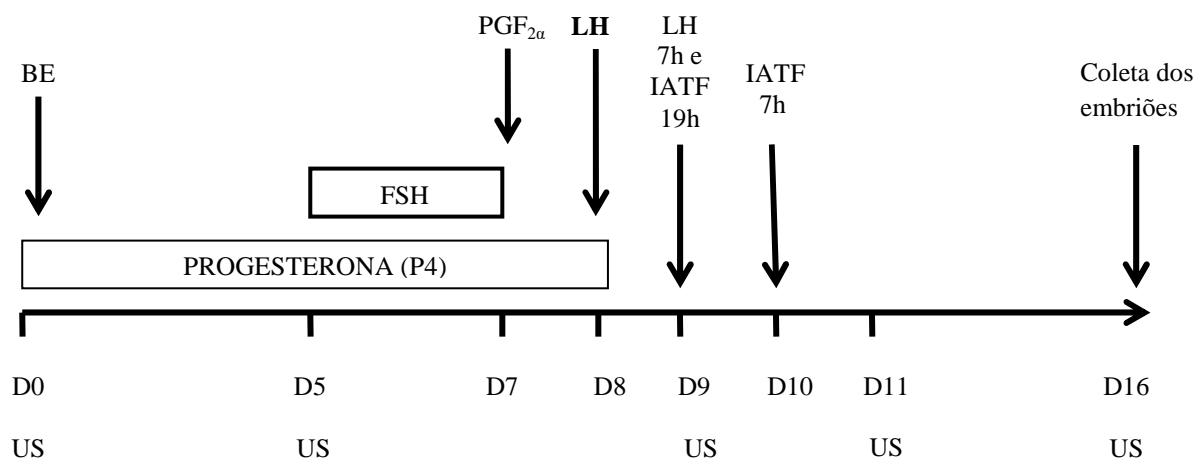 BE
PGF2α
LH
LH
7h e
IATF
19h
IATF
7h
Coleta dos
embriões
FSH
PROGESTERONA (P4)
D0 D5 D7 D8 D9 D10 D11 D16
US US US US US